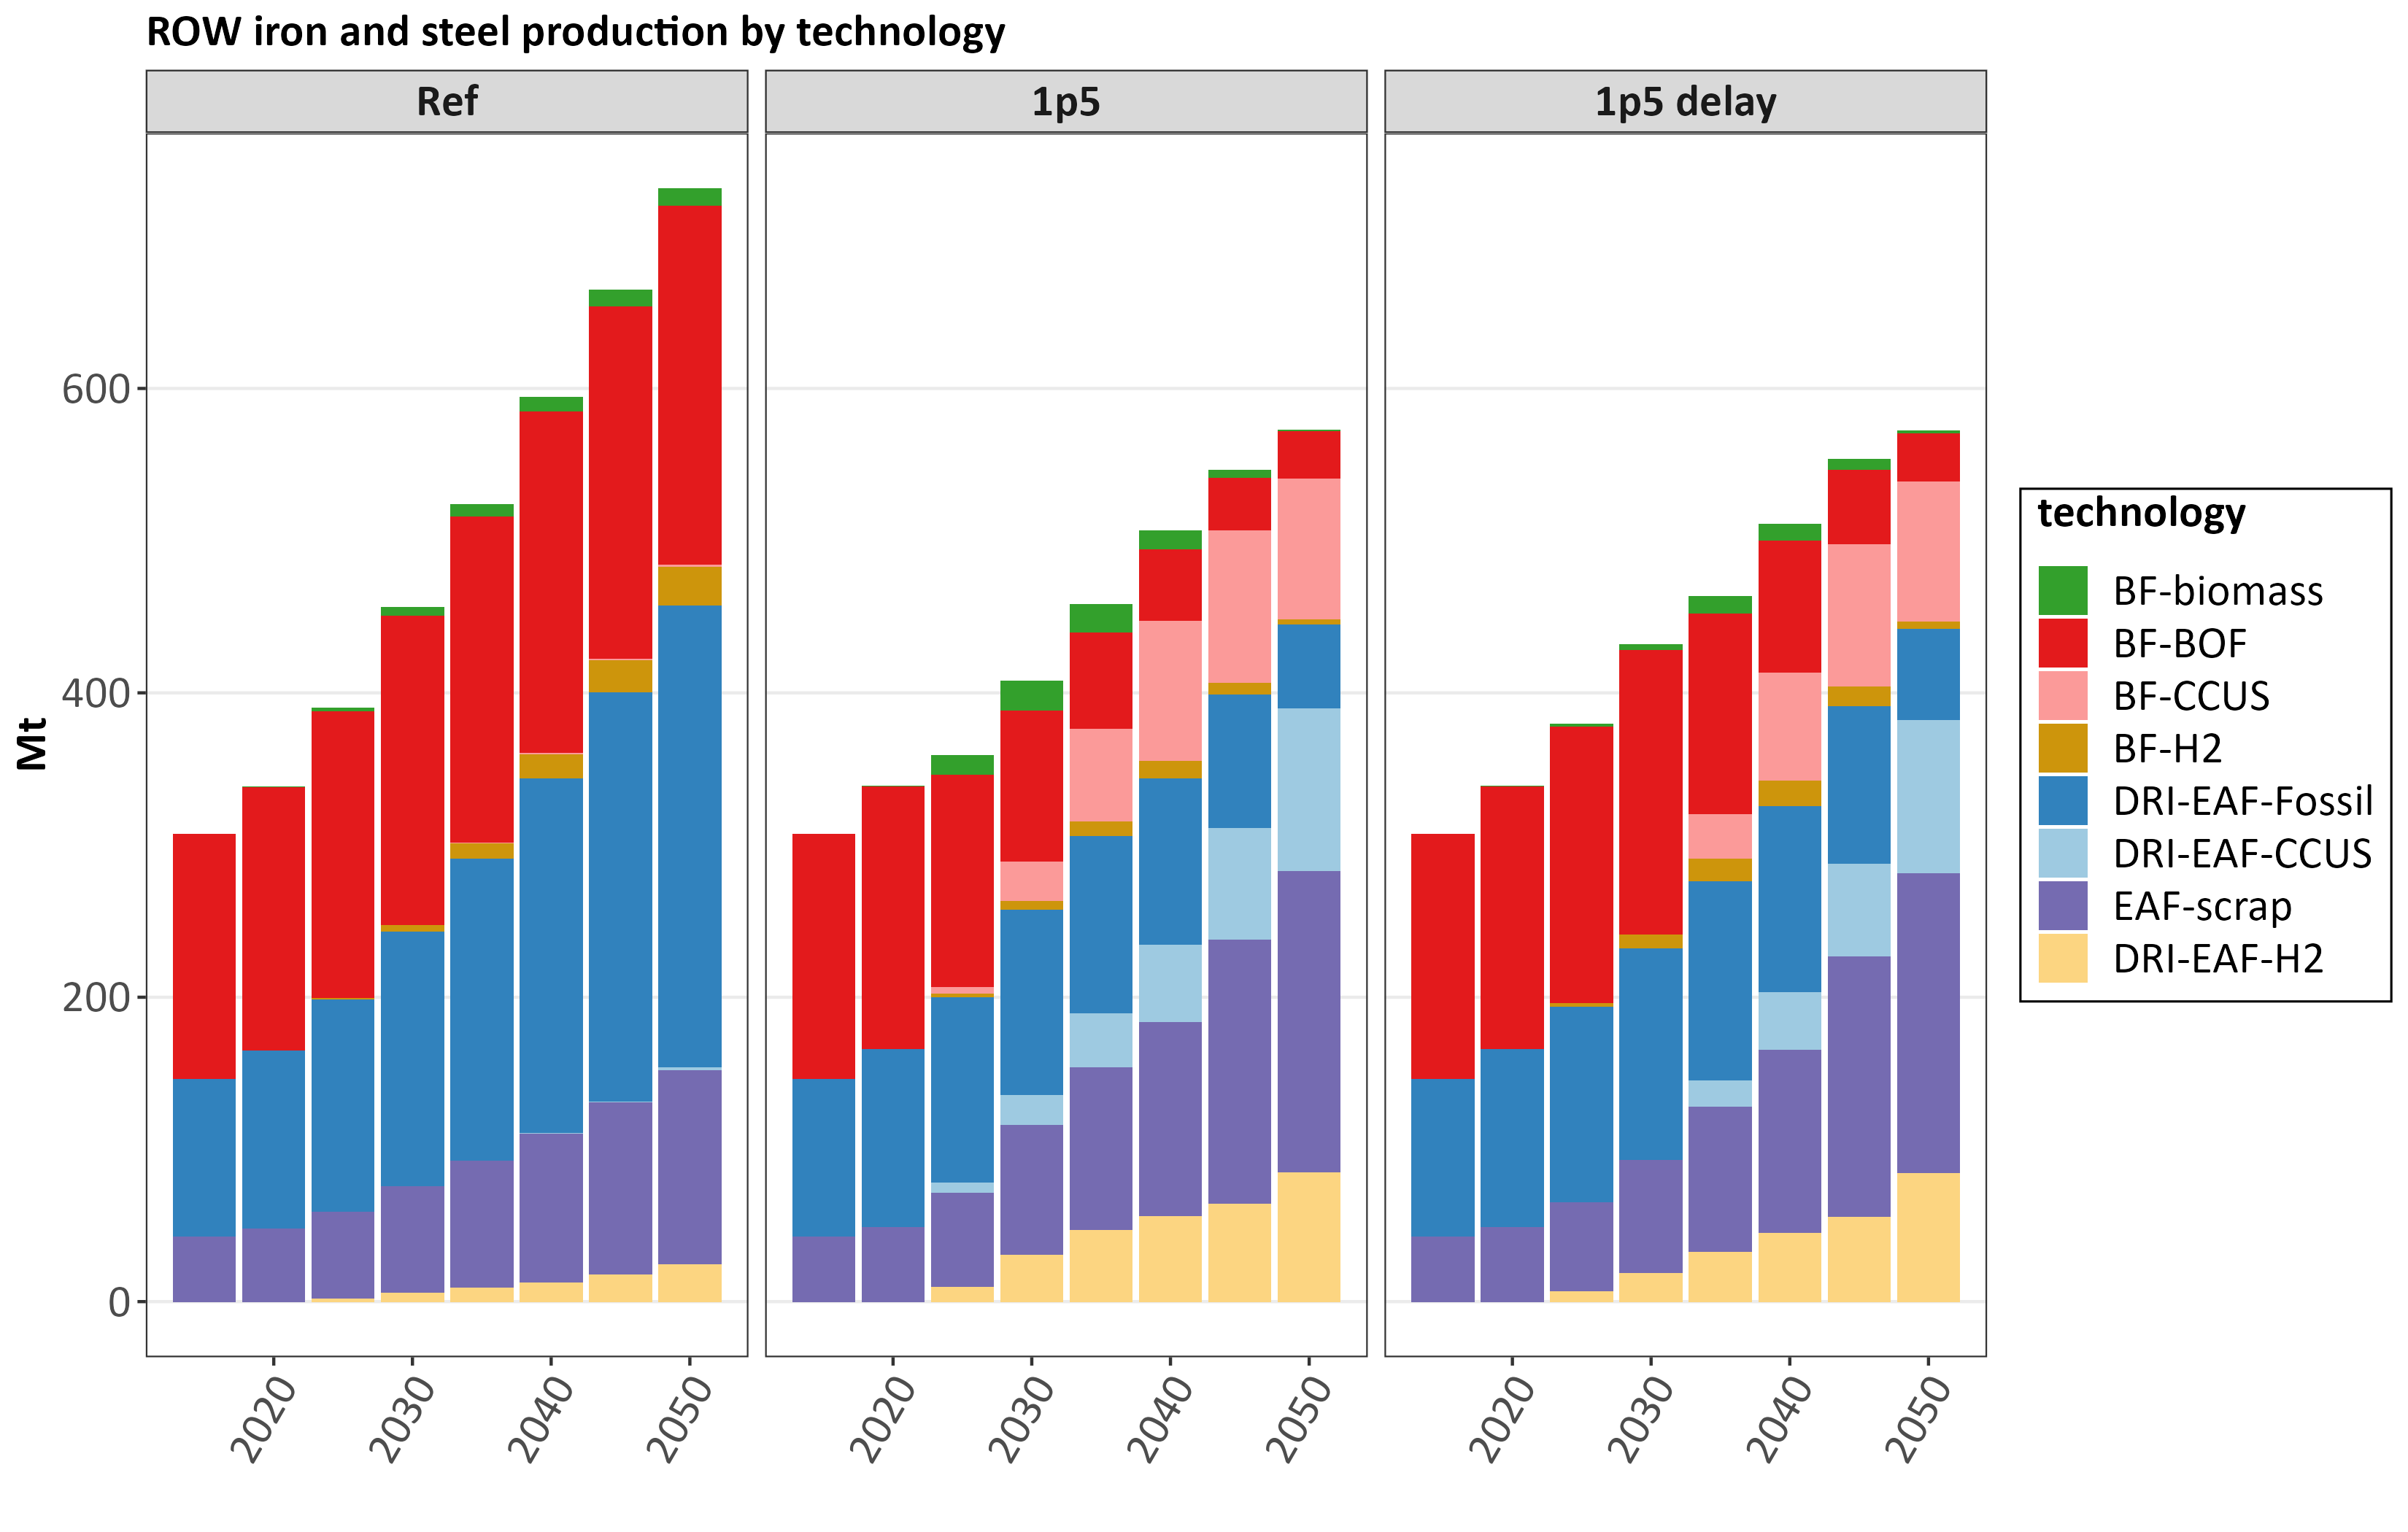 ROW iron and steel production by technology
Ref
1p5
1p5 delay
Mt
600
400
200
0
2020
2030
2040
2050
2020
2030
2040
2050
2020
2030
2040
2050
technology
BF-biomass
BF-BOF
BF-CCUS
BF-H2
DRI-EAF-Fossil
DRI-EAF-CCUS
EAF-scrap
DRI-EAF-H2